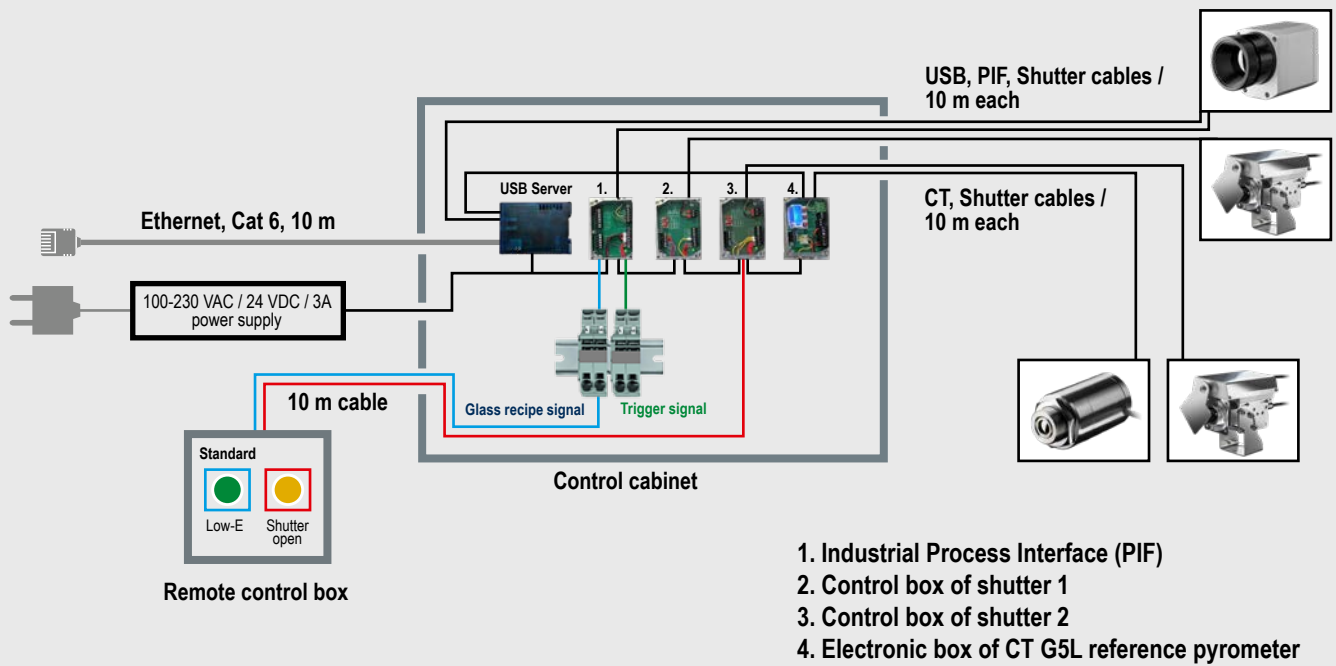 USB, PIF, Shutter cables /
10 m each
USB Server
1.
2.
3.
4.
CT, Shutter cables /
10 m each
Ethernet, Cat 6, 10 m
100-230 VAC / 24 VDC / 3A
power supply
10 m cable
Glass recipe signal
Trigger signal
Standard
Low-E
Shutter
open
Control cabinet
Remote control box
1. Industrial Process Interface (PIF)
2. Control box of shutter 1
3. Control box of shutter 2
4. Electronic box of CT G5L reference pyrometer